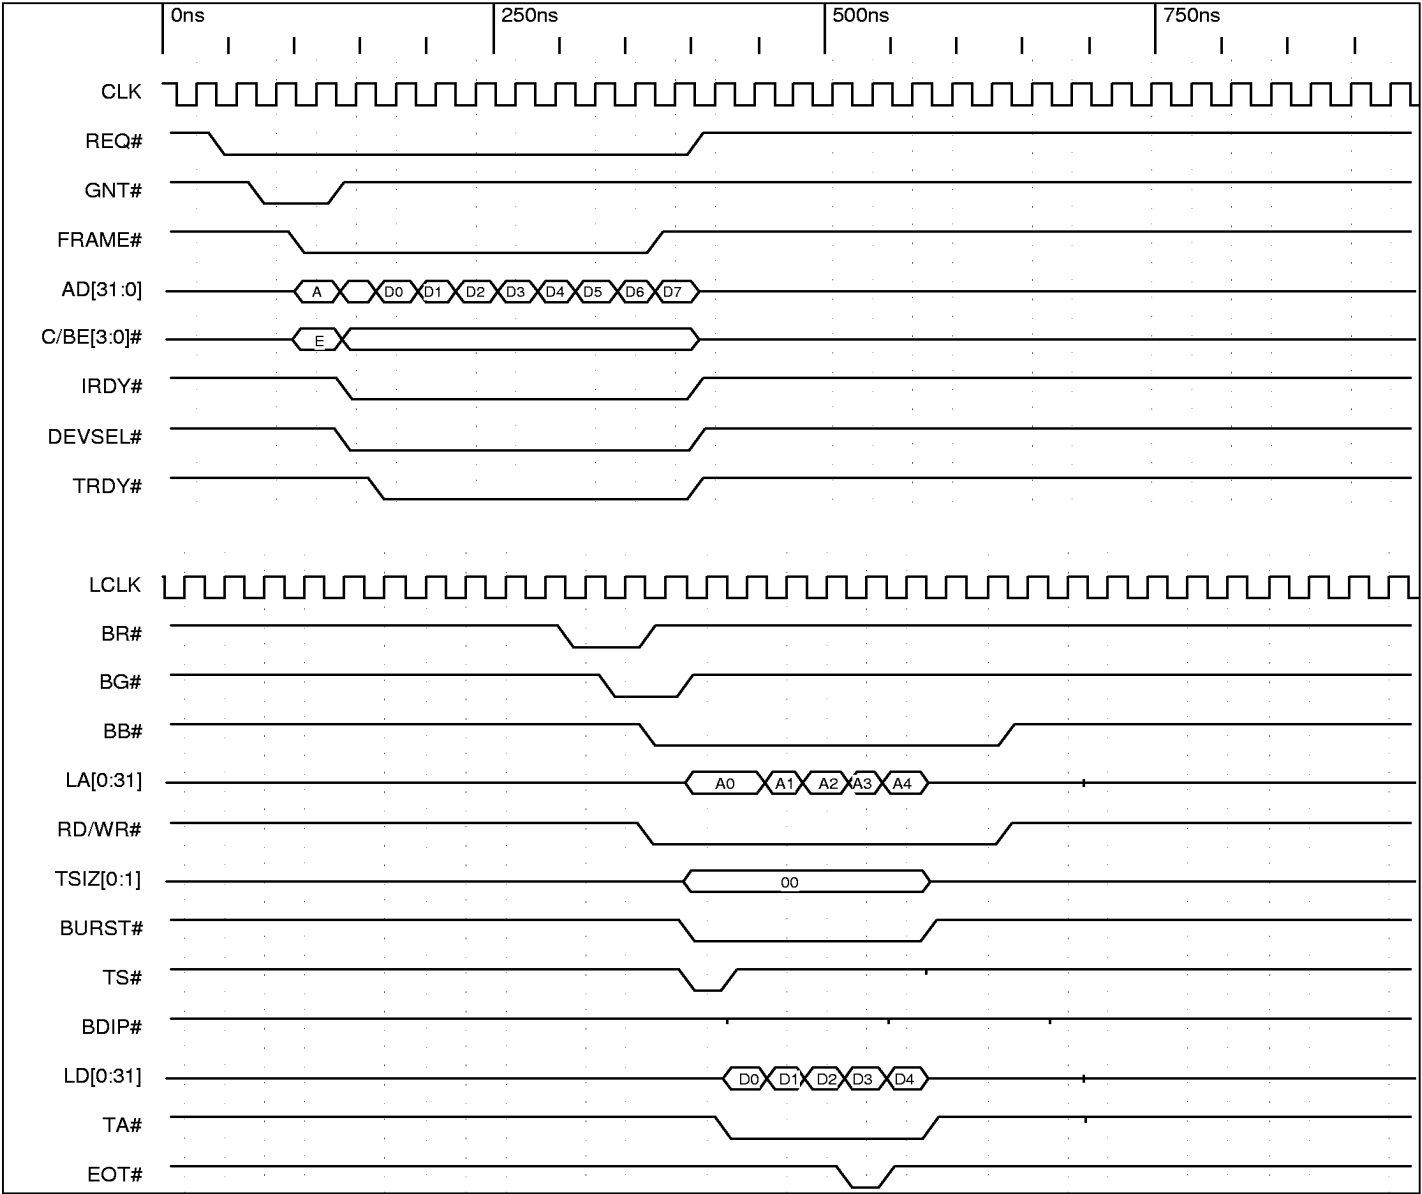 0ns 250ns 500ns 750ns
CLK
REQ#
GNT#
FRAME#
AD[31:0] A D0 D1 D2 D3 D4 D5 D6 D7
C/BE[3:0]# E
IRDY#
DEVSEL#
TRDY#
LCLK
BR#
BG#
BB#
LA[0:31] A0 A1 A2 A3 A4
RD/WR#
TSIZ[0:1] 00
BURST#
TS#
BDIP#
LD[0:31] D0 D1 D2 D3 D4
TA#
EOT#